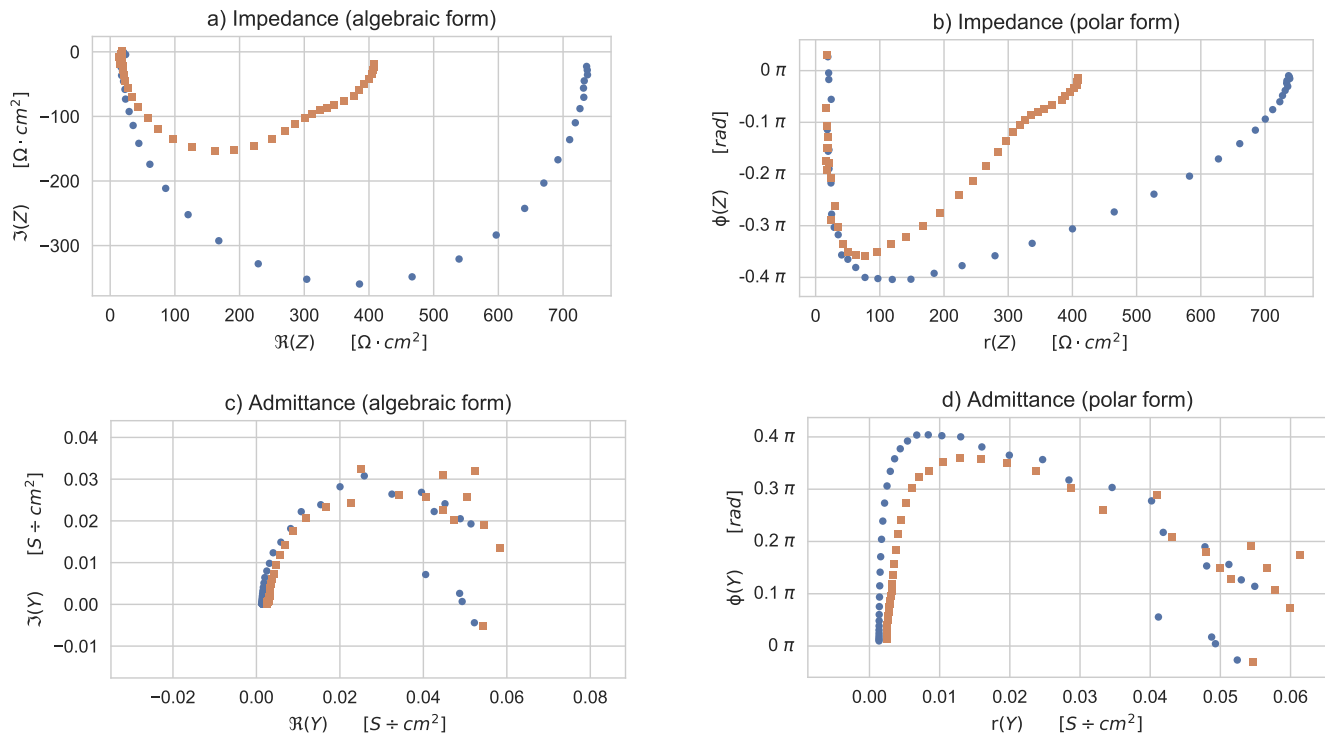 a) Impedance (algebraic form)
0
−100
−200
−300
ℑ(Z) [Ω · cm²]
0 100 200 300 400 500 600 700
ℜ(Z) [Ω · cm²]
b) Impedance (polar form)
0 π
-0.1 π
-0.2 π
-0.3 π
-0.4 π
ϕ(Z) [rad]
0 100 200 300 400 500 600 700
r(Z) [Ω · cm²]
c) Admittance (algebraic form)
0.04
0.03
0.02
0.01
0.00
−0.01
ℑ(Y) [S ÷ cm²]
−0.02 0.00 0.02 0.04 0.06 0.08
ℜ(Y) [S ÷ cm²]
d) Admittance (polar form)
0.4 π
0.3 π
0.2 π
0.1 π
0 π
ϕ(Y) [rad]
0.00 0.01 0.02 0.03 0.04 0.05 0.06
r(Y) [S ÷ cm²]